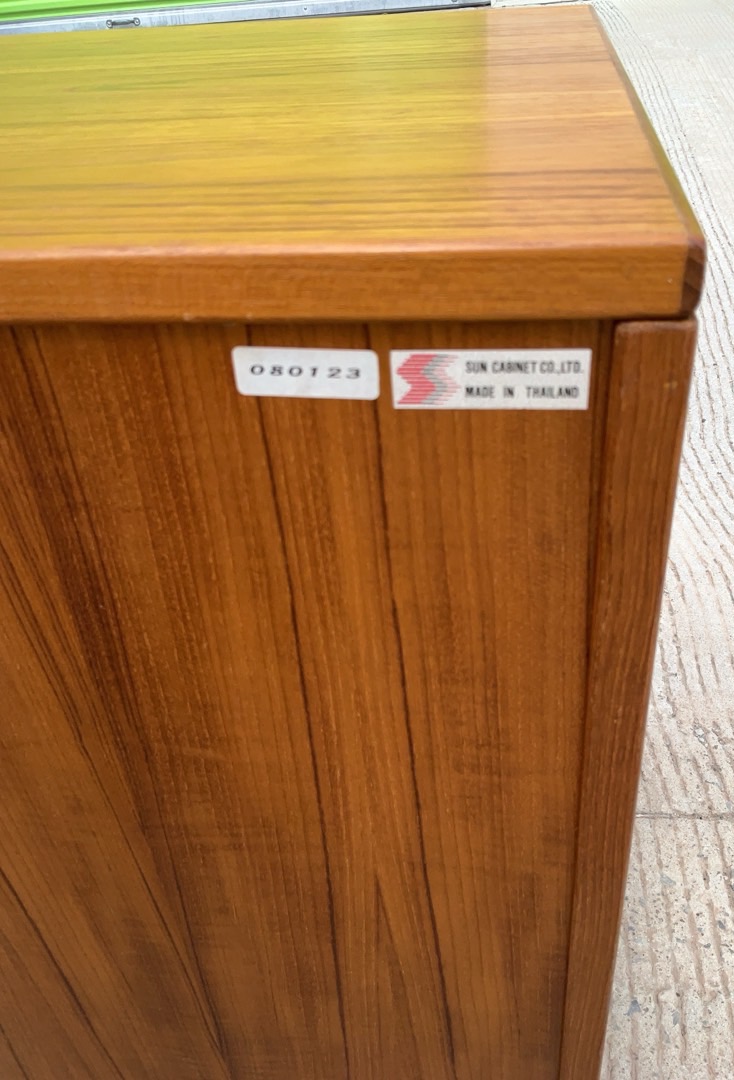 080123
SUN CABINET CO.,LTD.
MADE IN THAILAND